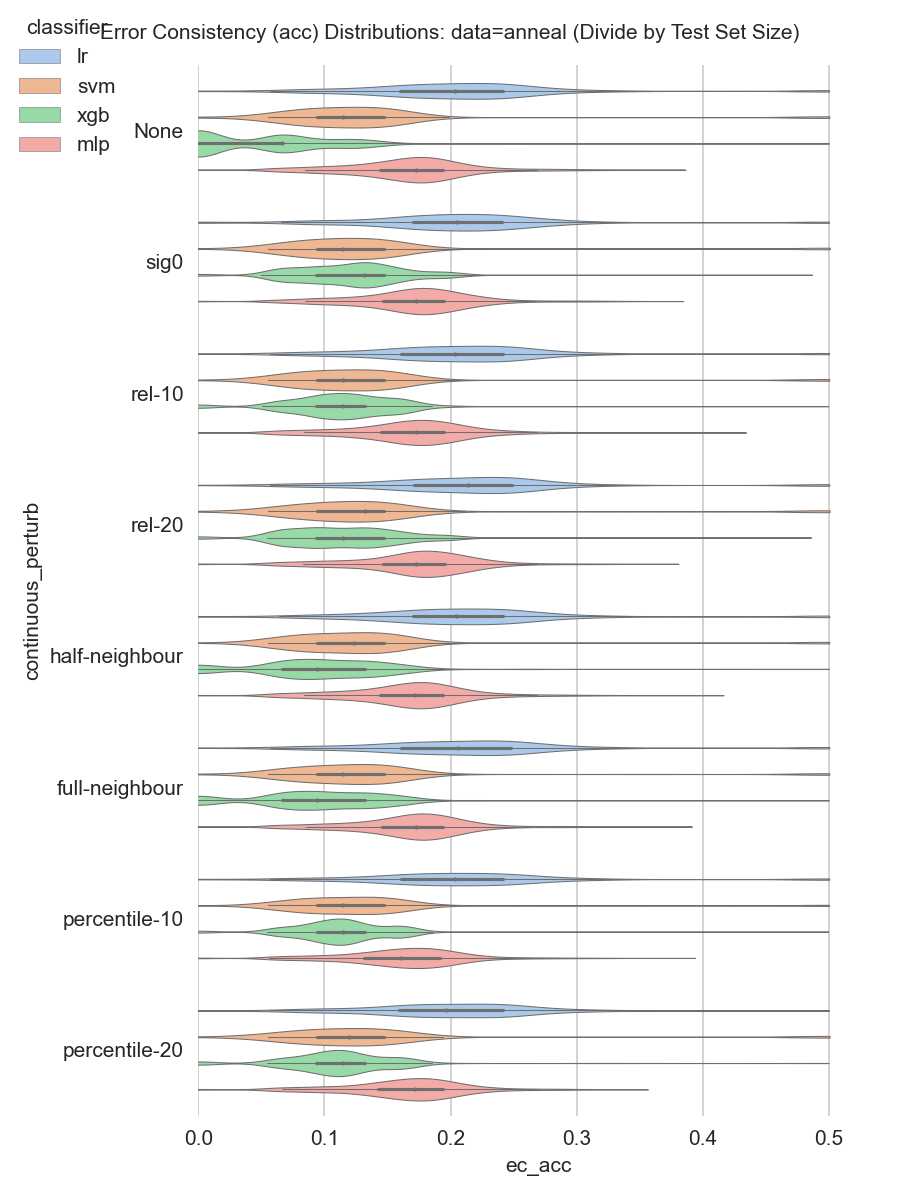 classifier
Error Consistency (acc) Distributions: data=anneal (Divide by Test Set Size)
lr
svm
xgb
mlp
None
sig0
rel-10
rel-20
half-neighbour
full-neighbour
percentile-10
percentile-20
continuous_perturb
0.0 0.1 0.2 0.3 0.4 0.5
ec_acc